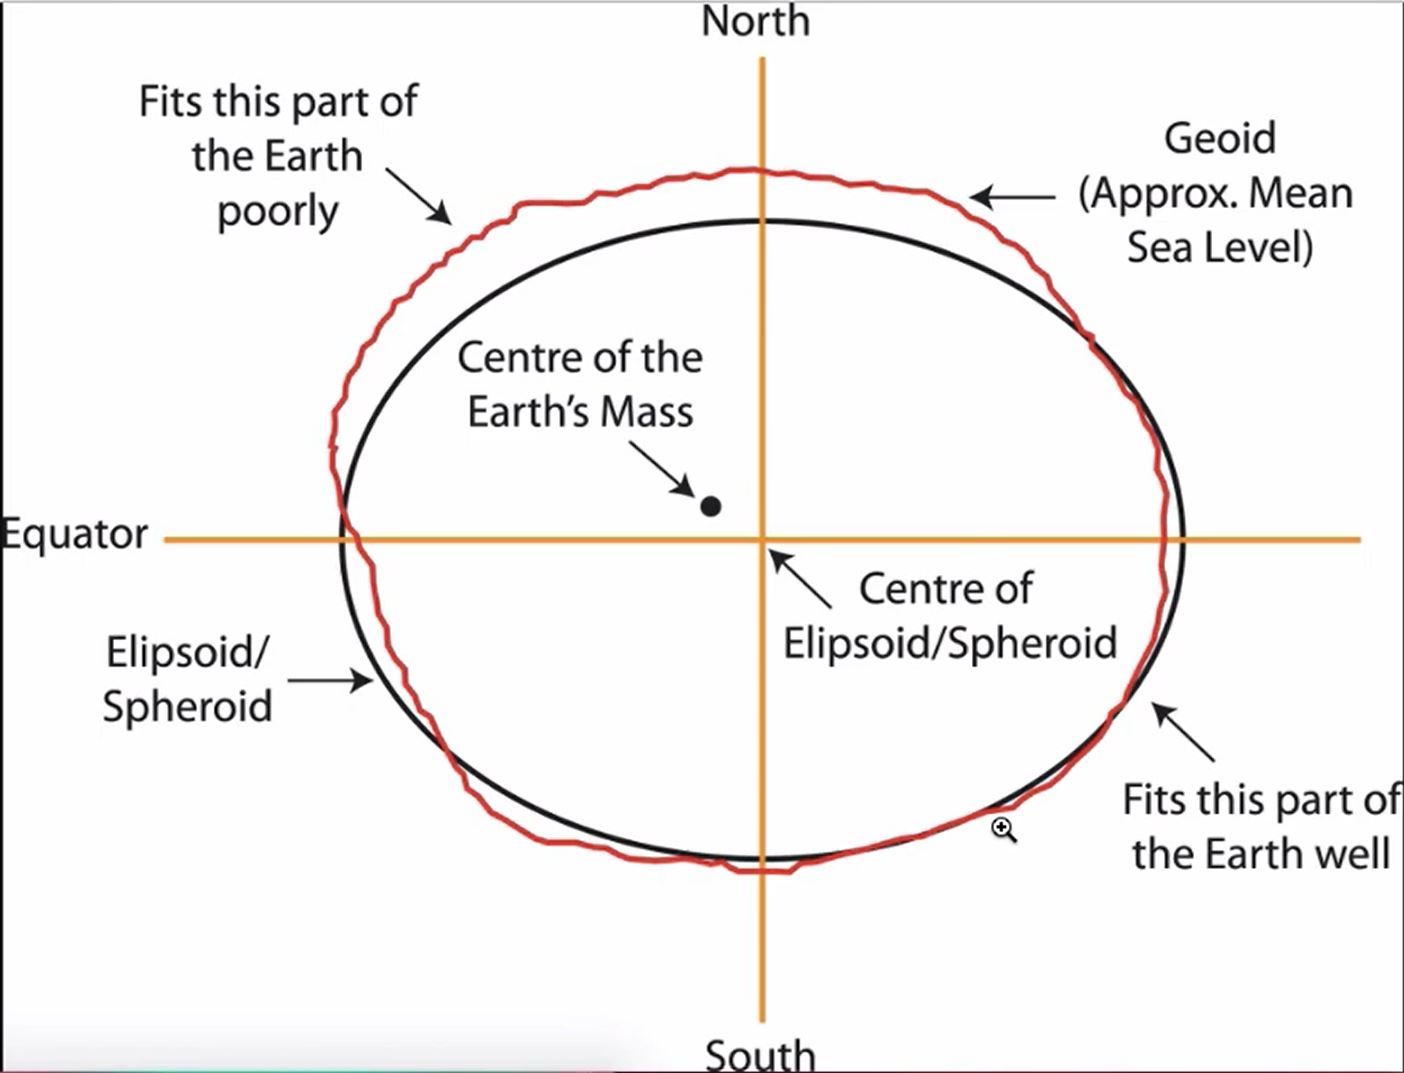 North
Fits this part of
the Earth
poorly
Geoid
(Approx. Mean
Sea Level)
Centre of the
Earth's Mass
Equator
Centre of
Elipsoid/Spheroid
Elipsoid/
Spheroid
Fits this part of
the Earth well
South